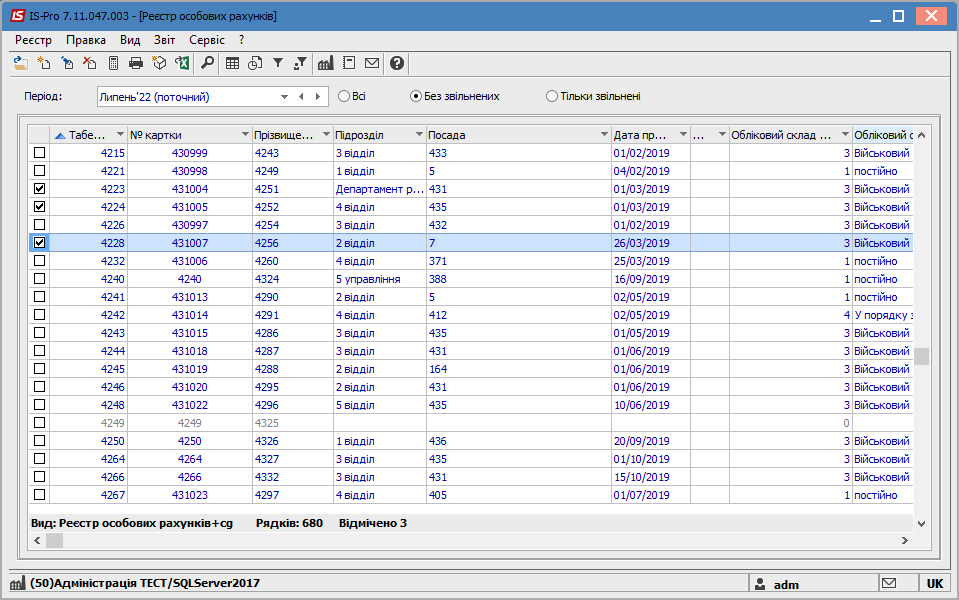 IS IS-Pro 7.11.047.003 - [Реєстр особових рахунків]
Реєстр Правка Вид Звіт Сервіс ?
Період: Липень'22 (поточний) Всі Без звільнених Тільки звільнені
Табе... № картки Прізвище... Підрозділ Посада Дата пр... ... Обліковий склад ... Обліковий с
4215 430999 4243 3 відділ 433 01/02/2019 3 Військовий
4221 430998 4249 1 відділ 5 04/02/2019 1 постійно
4223 431004 4251 Департамент р... 431 01/03/2019 3 Військовий
4224 431005 4252 4 відділ 435 01/03/2019 3 Військовий
4226 430997 4254 3 відділ 432 01/02/2019 3 Військовий
4228 431007 4256 2 відділ 7 26/03/2019 3 Військовий
4232 431006 4260 4 відділ 371 25/03/2019 1 постійно
4240 4240 4324 5 управління 388 16/09/2019 1 постійно
4241 431013 4290 2 відділ 5 02/05/2019 1 постійно
4242 431014 4291 4 відділ 412 02/05/2019 4 У порядку з
4243 431015 4286 3 відділ 435 01/05/2019 3 Військовий
4244 431018 4287 3 відділ 431 01/06/2019 3 Військовий
4245 431019 4288 2 відділ 164 01/06/2019 3 Військовий
4246 431020 4295 2 відділ 431 01/06/2019 3 Військовий
4248 431022 4296 5 відділ 435 10/06/2019 3 Військовий
4249 4249 4325 0
4250 4250 4326 1 відділ 436 20/09/2019 3 Військовий
4264 4264 4327 3 відділ 435 01/10/2019 3 Військовий
4266 4266 4332 3 відділ 431 15/10/2019 3 Військовий
4267 431023 4297 4 відділ 405 01/07/2019 1 постійно
Вид: Реєстр особових рахунків+cg Рядків: 680 Відмічено 3
(50)Адміністрація ТЕСТ/SQLServer2017 adm UK